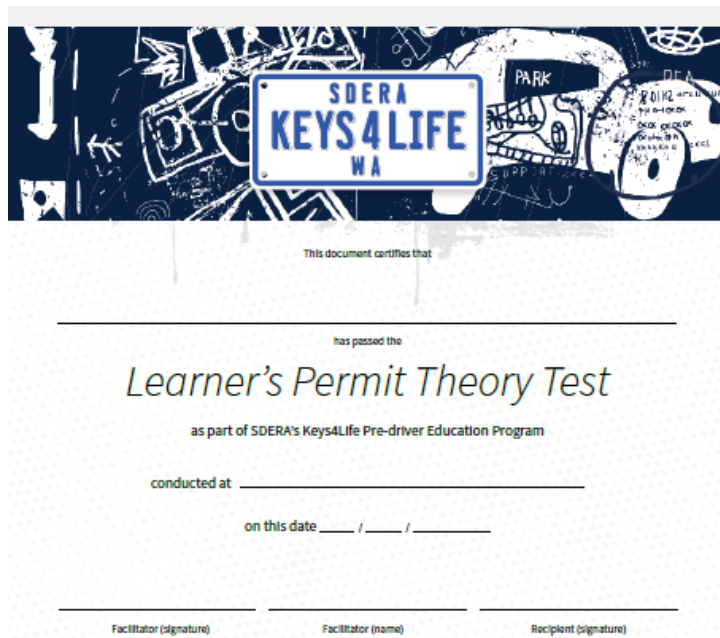 SDERA
KEYS4LIFE
WA
PARK
This document certifies that
has passed the
Learner's Permit Theory Test
as part of SDERA's Keys4Life Pre-driver Education Program
conducted at
on this date / /
Facilitator (signature) Facilitator (name) Recipient (signature)